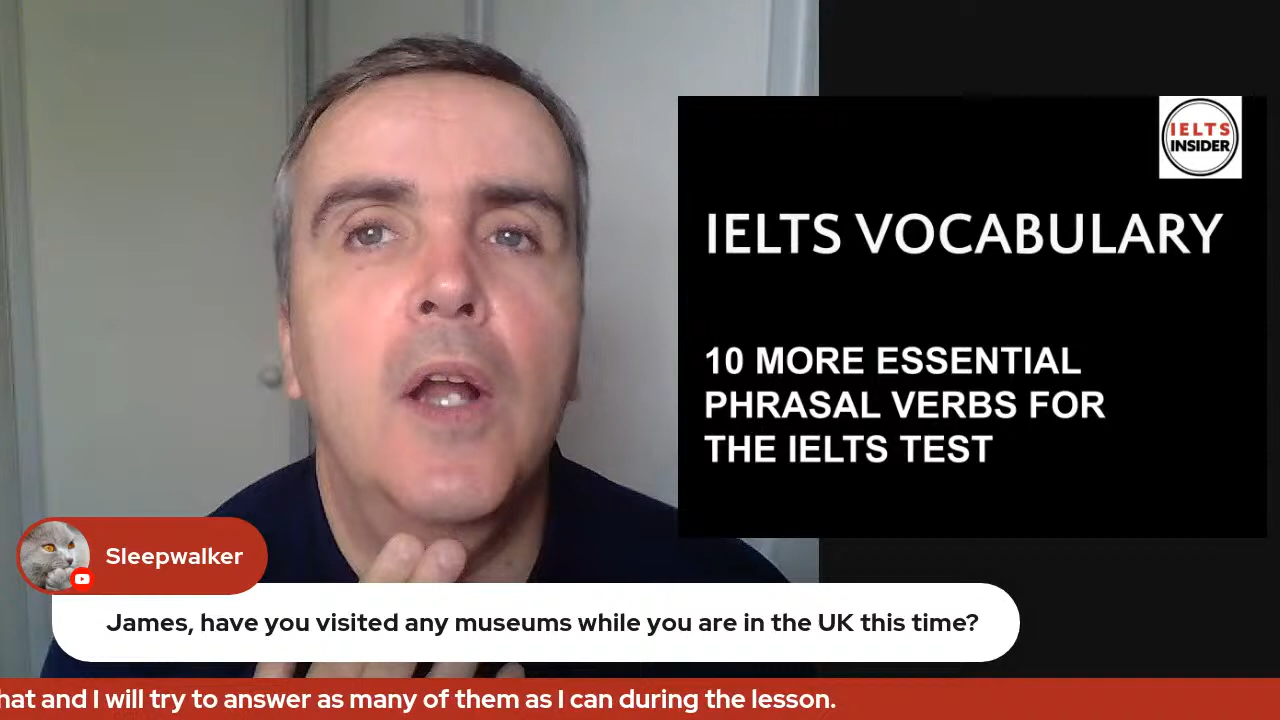 IELTS
INSIDER
IELTS VOCABULARY
10 MORE ESSENTIAL
PHRASAL VERBS FOR
THE IELTS TEST
Sleepwalker
James, have you visited any museums while you are in the UK this time?
hat and I will try to answer as many of them as I can during the lesson.